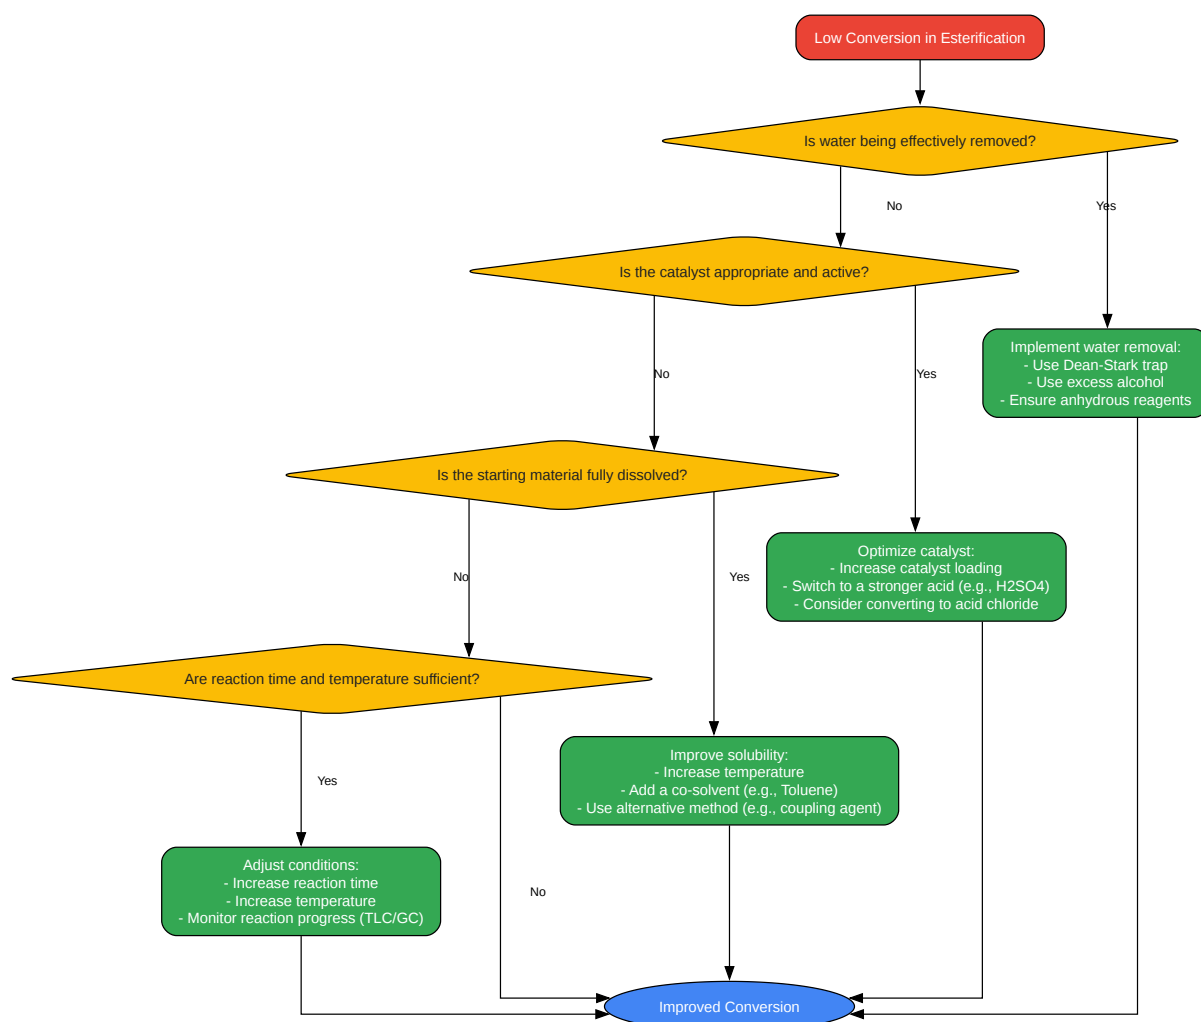 Low Conversion in Esterification
Is water being effectively removed?
No
Yes
Is the catalyst appropriate and active?
Implement water removal:
- Use Dean-Stark trap
- Use excess alcohol
- Ensure anhydrous reagents
No
Yes
Is the starting material fully dissolved?
Optimize catalyst:
- Increase catalyst loading
- Switch to a stronger acid (e.g., H2SO4)
- Consider converting to acid chloride
No
Yes
Are reaction time and temperature sufficient?
Improve solubility:
- Increase temperature
- Add a co-solvent (e.g., Toluene)
- Use alternative method (e.g., coupling agent)
Yes
Adjust conditions:
- Increase reaction time
- Increase temperature
- Monitor reaction progress (TLC/GC)
No
Improved Conversion